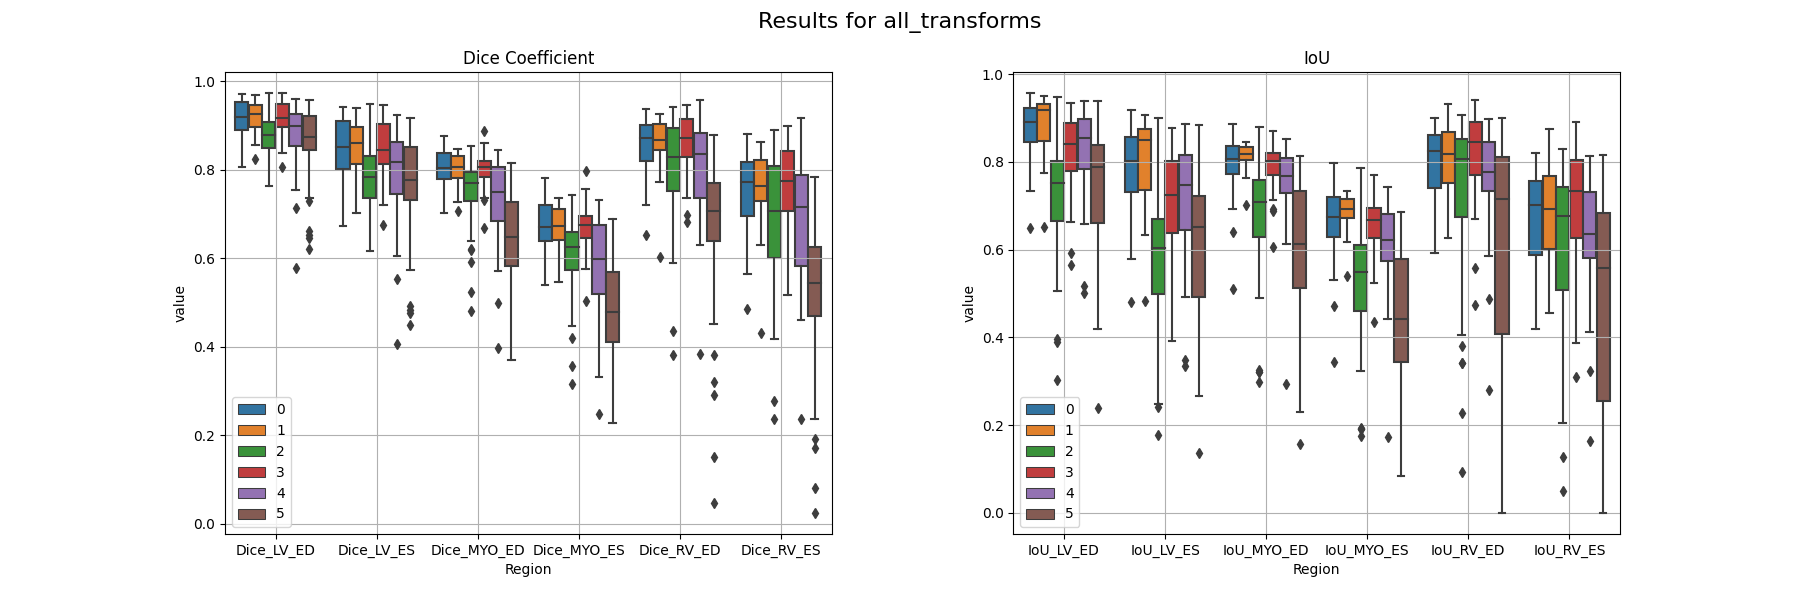 Results for all_transforms
Dice Coefficient
1.0
0.8
0.6
0.4
0.2
0.0
value
0
1
2
3
4
5
Dice_LV_ED Dice_LV_ES Dice_MYO_ED Dice_MYO_ES Dice_RV_ED Dice_RV_ES
Region
IoU
1.0
0.8
0.6
0.4
0.2
0.0
value
0
1
2
3
4
5
IoU_LV_ED IoU_LV_ES IoU_MYO_ED IoU_MYO_ES IoU_RV_ED IoU_RV_ES
Region